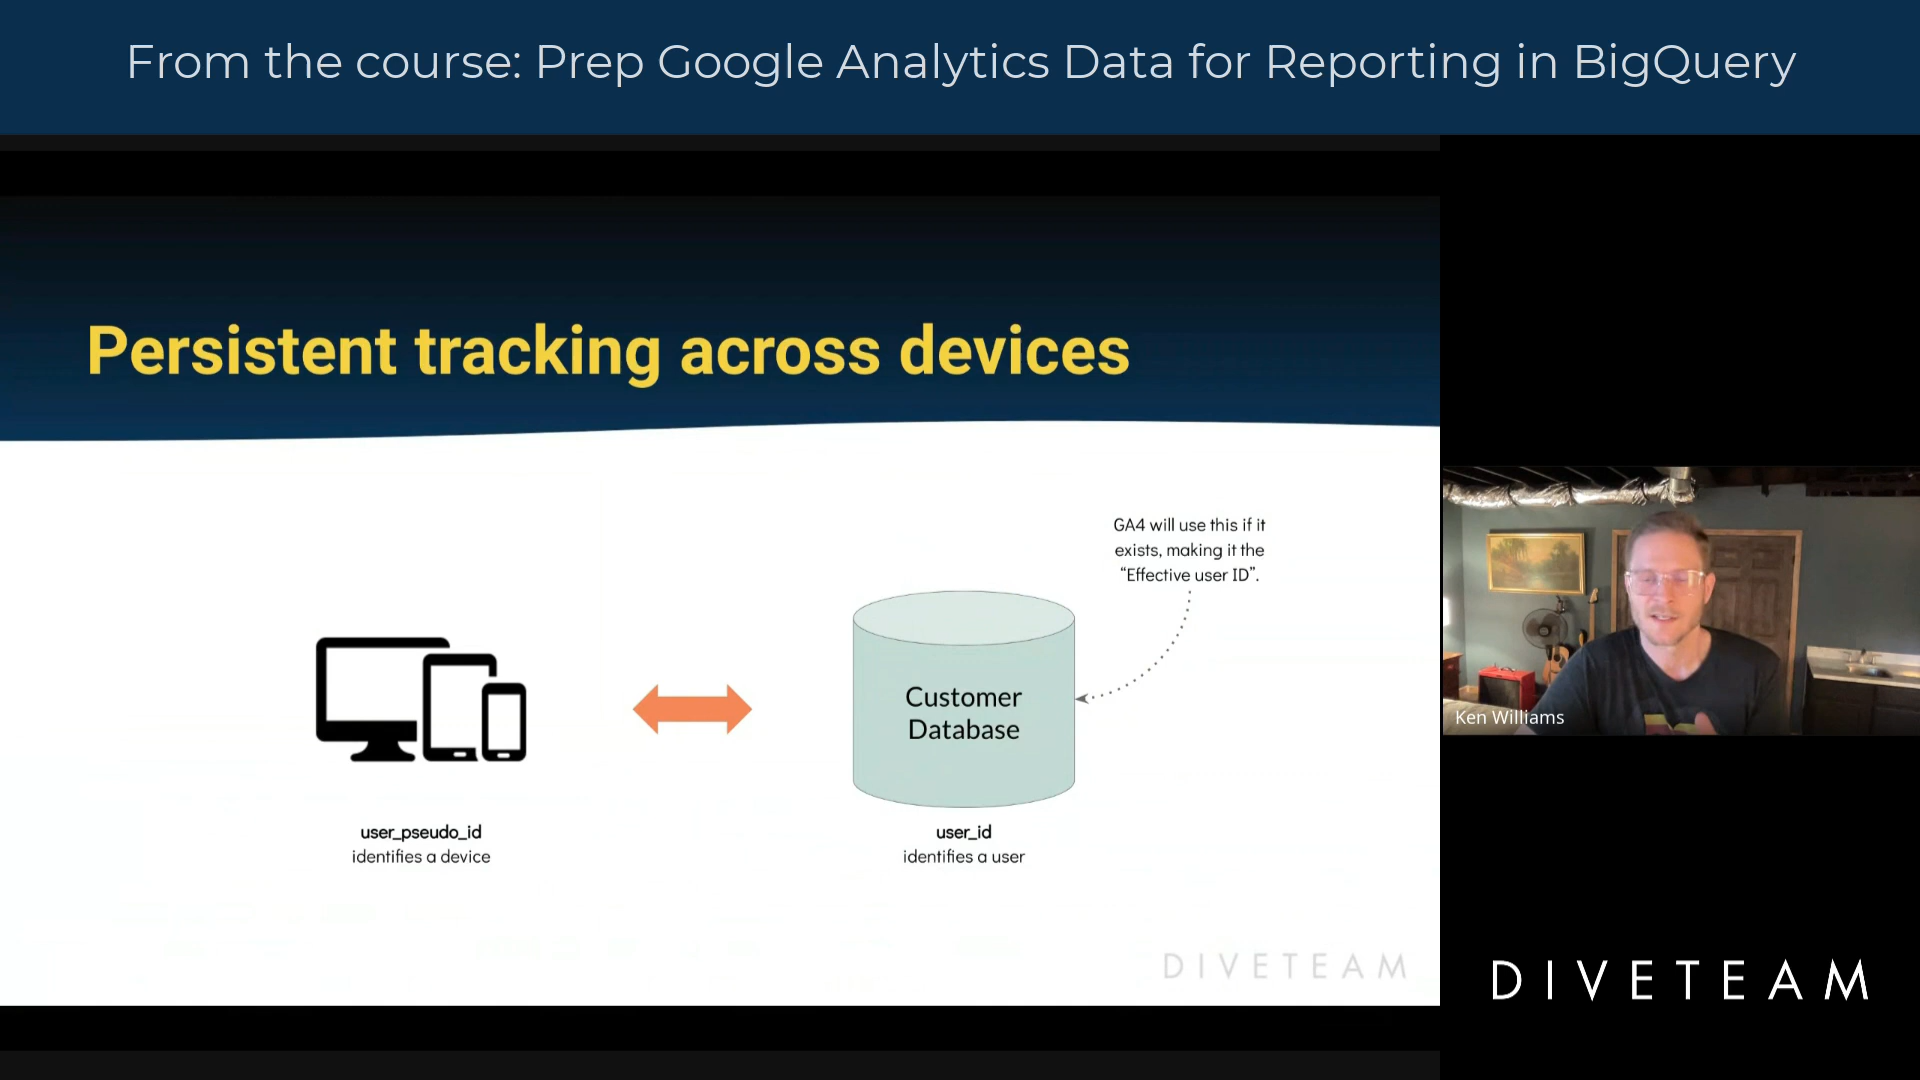 From the course: Prep Google Analytics Data for Reporting in BigQuery
Persistent tracking across devices
GA4 will use this if it
exists, making it the
“Effective user ID”.
Customer
Database
user_pseudo_id
identifies a device
user_id
identifies a user
DIVETEAM
Ken Williams
DIVETEAM